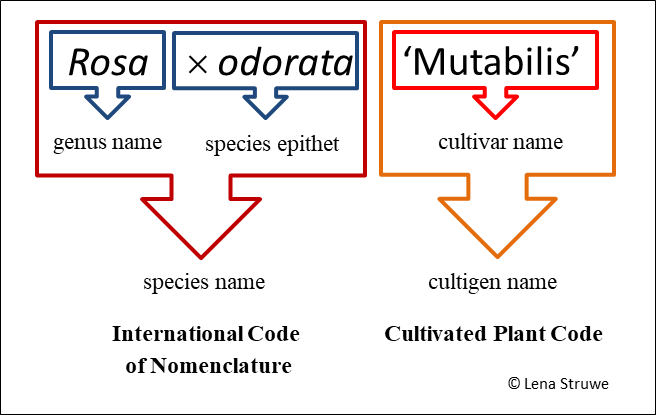 Rosa × odorata ‘Mutabilis’
genus name species epithet cultivar name
species name cultigen name
International Code
of Nomenclature
Cultivated Plant Code
© Lena Struwe